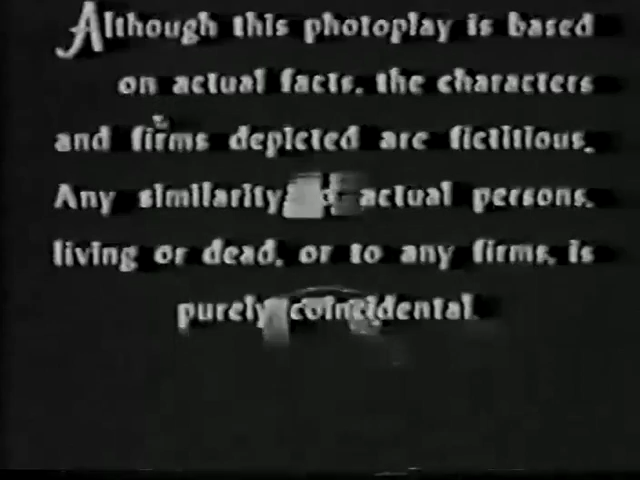 Although this photoplay is based
on actual facts, the characters
and firms depicted are fictitious.
Any similarity actual persons,
living or dead, or to any firms, is
purely coincidental